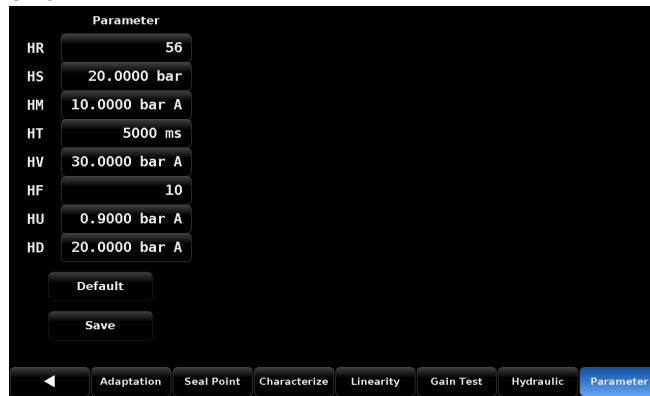 Parameter
HR 56
HS 20.0000 bar
HM 10.0000 bar A
HT 5000 ms
HV 30.0000 bar A
HF 10
HU 0.9000 bar A
HD 20.0000 bar A
Default
Save
Adaptation Seal Point Characterize Linearity Gain Test Hydraulic Parameter